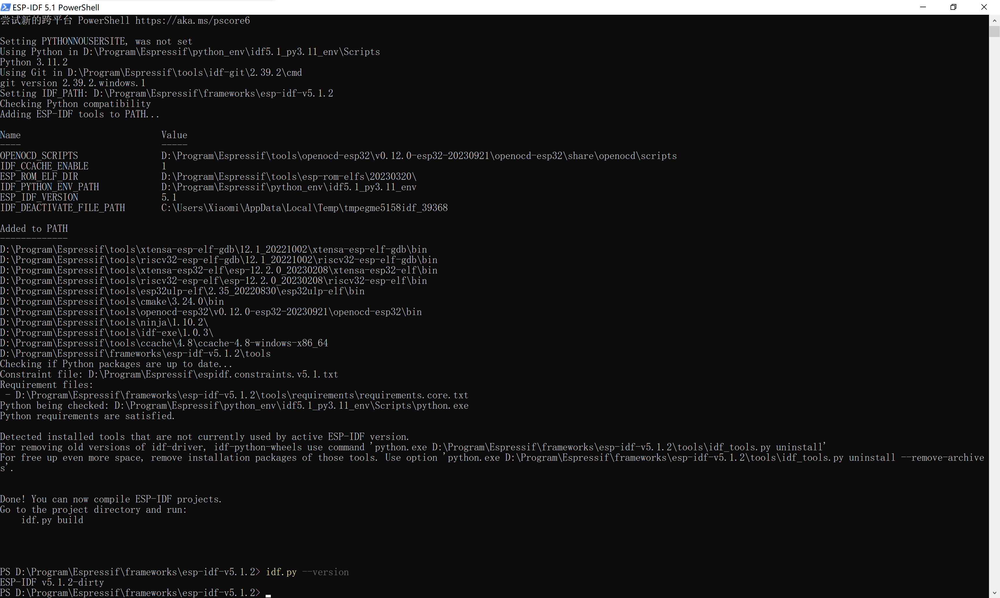 ESP-IDF 5.1 PowerShell
尝试新的跨平台 PowerShell https://aka.ms/pscore6
Setting PYTHONNOUSERSITE, was not set
Using Python in D:\Program\Espressif\python_env\idf5.1_py3.11_env\Scripts
Python 3.11.2
Using Git in D:\Program\Espressif\tools\idf-git\2.39.2\cmd
git version 2.39.2.windows.1
Setting IDF_PATH: D:\Program\Espressif\frameworks\esp-idf-v5.1.2
Checking Python compatibility
Adding ESP-IDF tools to PATH...
Name                           Value
----                           -----
OPENOCD_SCRIPTS                D:\Program\Espressif\tools\openocd-esp32\v0.12.0-esp32-20230921\openocd-esp32\share\openocd\scripts
IDF_CCACHE_ENABLE              1
ESP_ROM_ELF_DIR                D:\Program\Espressif\tools\esp-rom-elfs\20230320\
IDF_PYTHON_ENV_PATH            D:\Program\Espressif\python_env\idf5.1_py3.11_env
ESP_IDF_VERSION                5.1
IDF_DEACTIVATE_FILE_PATH       C:\Users\Xiaomi\AppData\Local\Temp\tmpegme5158idf_39368
Added to PATH
-------------
D:\Program\Espressif\tools\xtensa-esp-elf-gdb\12.1_20221002\xtensa-esp-elf-gdb\bin
D:\Program\Espressif\tools\riscv32-esp-elf-gdb\12.1_20221002\riscv32-esp-elf-gdb\bin
D:\Program\Espressif\tools\xtensa-esp32-elf\esp-12.2.0_20230208\xtensa-esp32-elf\bin
D:\Program\Espressif\tools\riscv32-esp-elf\esp-12.2.0_20230208\riscv32-esp-elf\bin
D:\Program\Espressif\tools\esp32ulp-elf\2.35_20220830\esp32ulp-elf\bin
D:\Program\Espressif\tools\cmake\3.24.0\bin
D:\Program\Espressif\tools\openocd-esp32\v0.12.0-esp32-20230921\openocd-esp32\bin
D:\Program\Espressif\tools\ninja\1.10.2\
D:\Program\Espressif\tools\idf-exe\1.0.3\
D:\Program\Espressif\tools\ccache\4.8\ccache-4.8-windows-x86_64
D:\Program\Espressif\frameworks\esp-idf-v5.1.2\tools
Checking if Python packages are up to date...
Constraint file: D:\Program\Espressif\espidf.constraints.v5.1.txt
Requirement files:
 - D:\Program\Espressif\frameworks\esp-idf-v5.1.2\tools\requirements\requirements.core.txt
Python being checked: D:\Program\Espressif\python_env\idf5.1_py3.11_env\Scripts\python.exe
Python requirements are satisfied.
Detected installed tools that are not currently used by active ESP-IDF version.
For removing old versions of idf-driver, idf-python-wheels use command 'python.exe D:\Program\Espressif\frameworks\esp-idf-v5.1.2\tools\idf_tools.py uninstall'
For free up even more space, remove installation packages of those tools. Use option 'python.exe D:\Program\Espressif\frameworks\esp-idf-v5.1.2\tools\idf_tools.py uninstall --remove-archive
s'.
Done! You can now compile ESP-IDF projects.
Go to the project directory and run:
    idf.py build
PS D:\Program\Espressif\frameworks\esp-idf-v5.1.2> idf.py --version
ESP-IDF v5.1.2-dirty
PS D:\Program\Espressif\frameworks\esp-idf-v5.1.2>